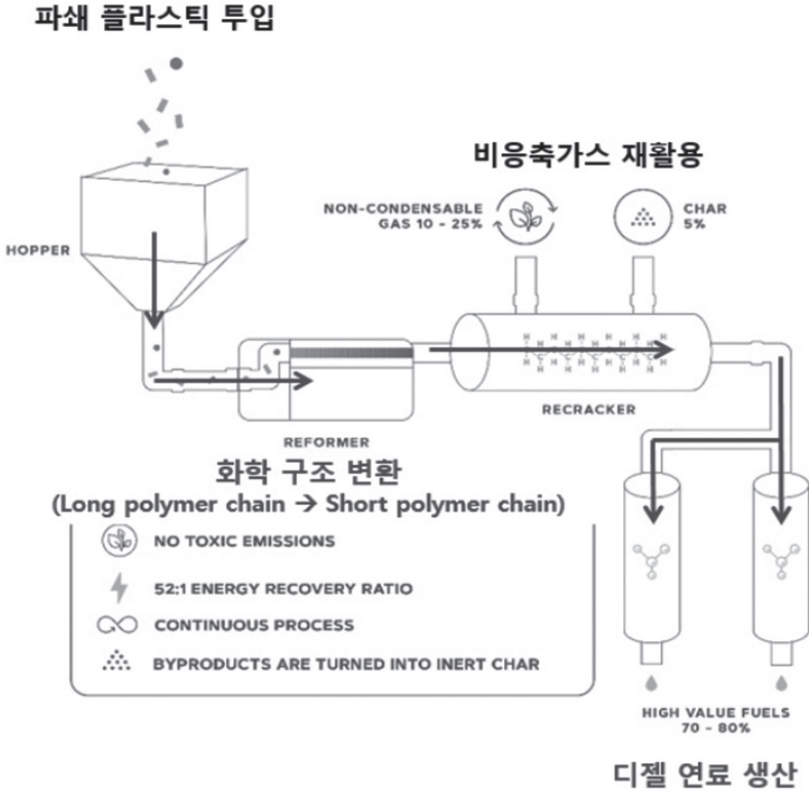 파쇄 플라스틱 투입
비응축가스 재활용
NON-CONDENSABLE
GAS 10 - 25%
CHAR
5%
HOPPER
H H H H H H H H
H H H H H H H
RECRACKER
REFORMER
화학 구조 변환
(Long polymer chain → Short polymer chain)
NO TOXIC EMISSIONS
52:1 ENERGY RECOVERY RATIO
CONTINUOUS PROCESS
BYPRODUCTS ARE TURNED INTO INERT CHAR
HIGH VALUE FUELS
70 - 80%
디젤 연료 생산